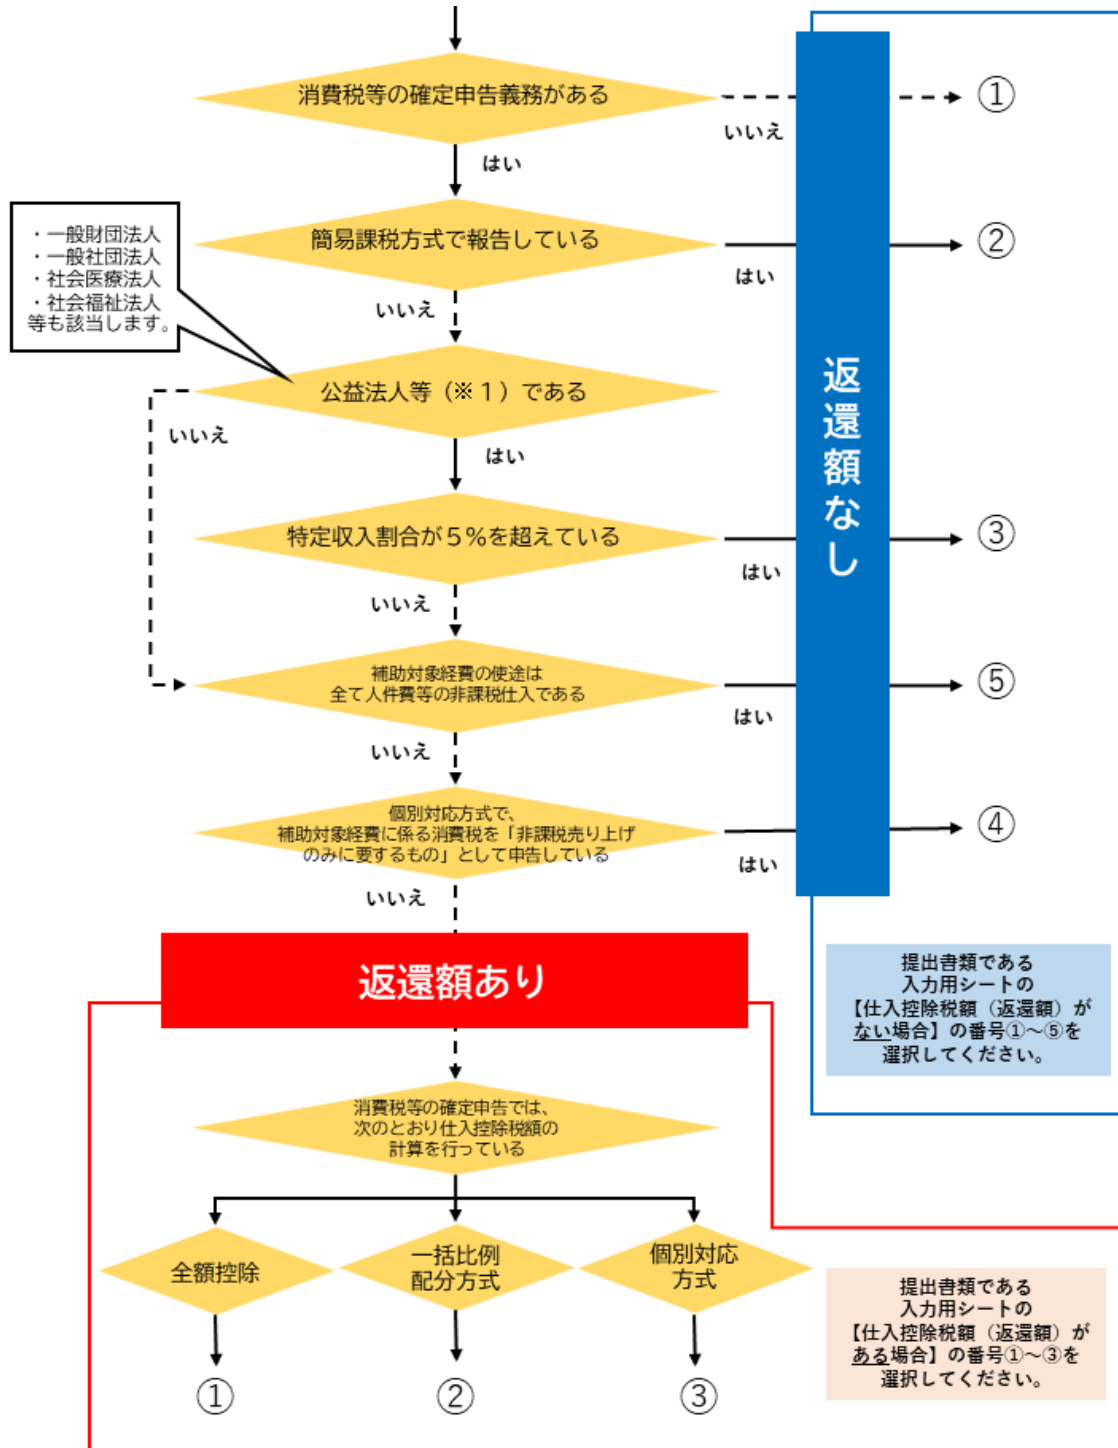 消費税等の確定申告義務がある
いいえ
①
はい
・一般財団法人
・一般社団法人
・社会医療法人
・社会福祉法人
等も該当します。
簡易課税方式で報告している
はい
②
いいえ
公益法人等（※１）である
いいえ
はい
特定収入割合が５％を超えている
はい
③
いいえ
補助対象経費の使途は
全て人件費等の非課税仕入である
はい
⑤
いいえ
個別対応方式で、
補助対象経費に係る消費税を「非課税売り上げ
のみに要するもの」として申告している
はい
④
いいえ
返還額なし
返還額あり
提出書類である
入力用シートの
【仕入控除税額（返還額）が
ない場合】の番号①～⑤を
選択してください。
消費税等の確定申告では、
次のとおり仕入控除税額の
計算を行っている
全額控除
一括比例
配分方式
個別対応
方式
①
②
③
提出書類である
入力用シートの
【仕入控除税額（返還額）が
ある場合】の番号①～③を
選択してください。